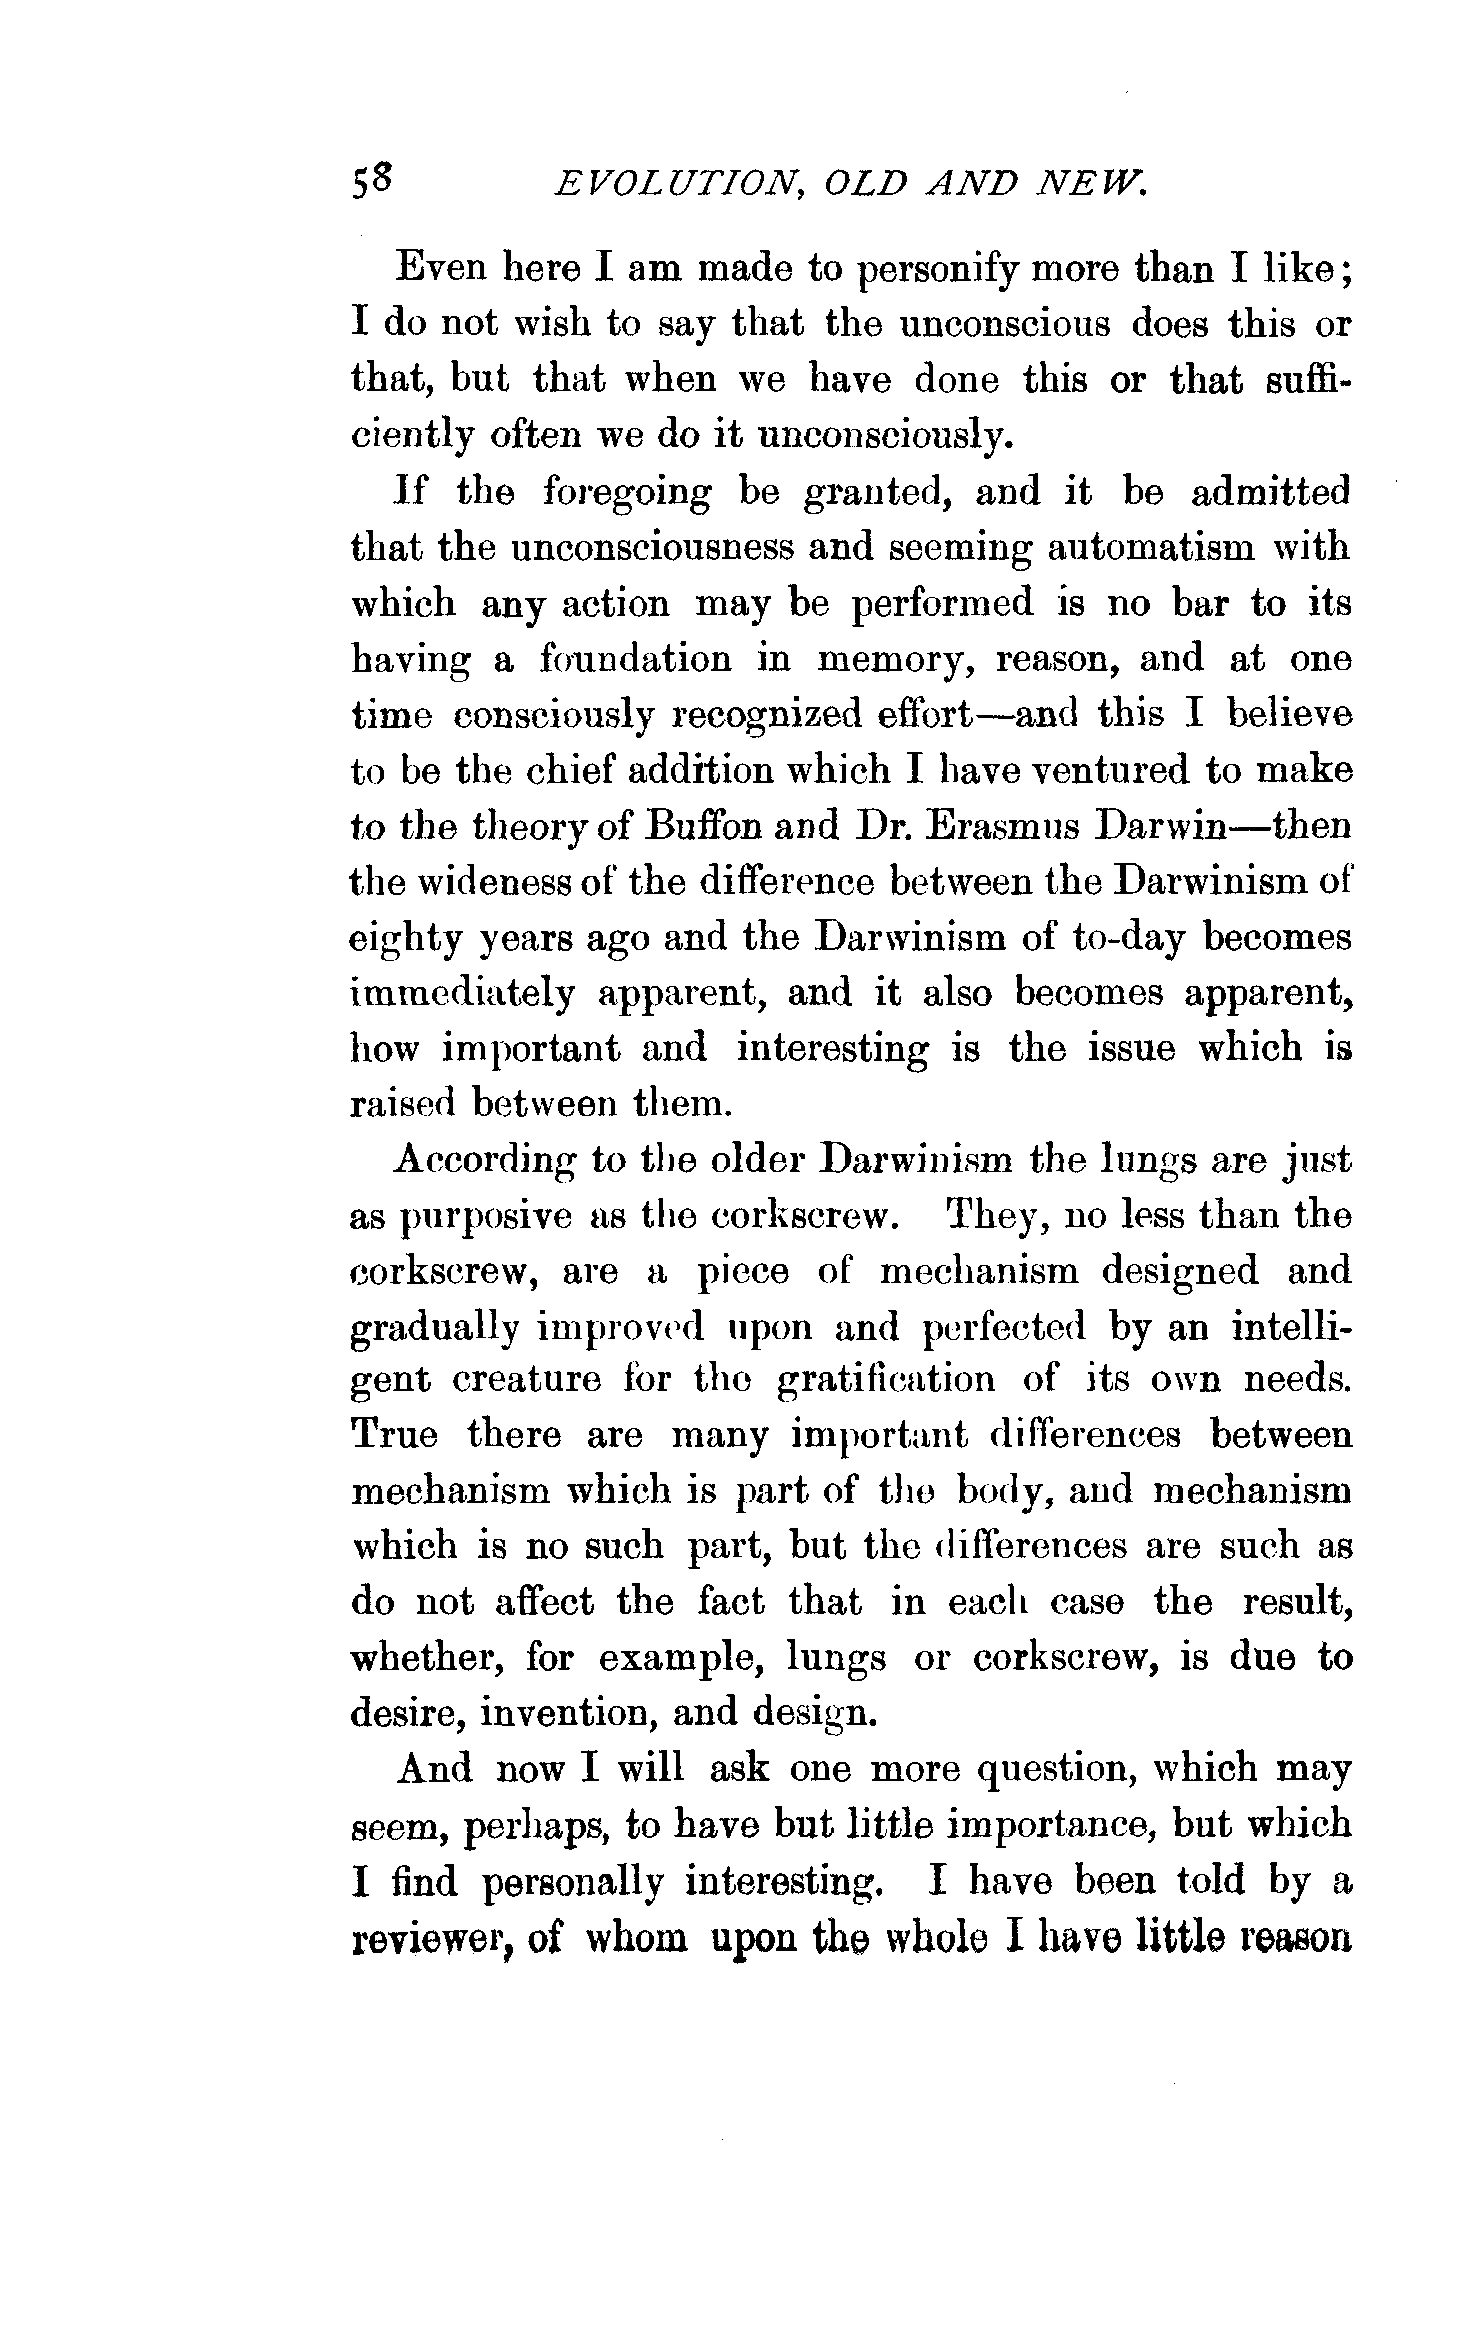 58 EVOLUTION, OLD AND NEW.
Even here I am made to personify more than I like;
I do not wish to say that the unconscious does this or
that, but that when we have done this or that suffi-
ciently often we do it unconsciously.
If the foregoing be granted, and it be admitted
that the unconsciousness and seeming automatism with
which any action may be performed is no bar to its
having a foundation in memory, reason, and at one
time consciously recognized effort—and this I believe
to be the chief addition which I have ventured to make
to the theory of Buffon and Dr. Erasmus Darwin—then
the wideness of the difference between the Darwinism of
eighty years ago and the Darwinism of to-day becomes
immediately apparent, and it also becomes apparent,
how important and interesting is the issue which is
raised between them.
According to the older Darwinism the lungs are just
as purposive as the corkscrew. They, no less than the
corkscrew, are a piece of mechanism designed and
gradually improved upon and perfected by an intelli-
gent creature for the gratification of its own needs.
True there are many important differences between
mechanism which is part of the body, and mechanism
which is no such part, but the differences are such as
do not affect the fact that in each case the result,
whether, for example, lungs or corkscrew, is due to
desire, invention, and design.
And now I will ask one more question, which may
seem, perhaps, to have but little importance, but which
I find personally interesting. I have been told by a
reviewer, of whom upon the whole I have little reason